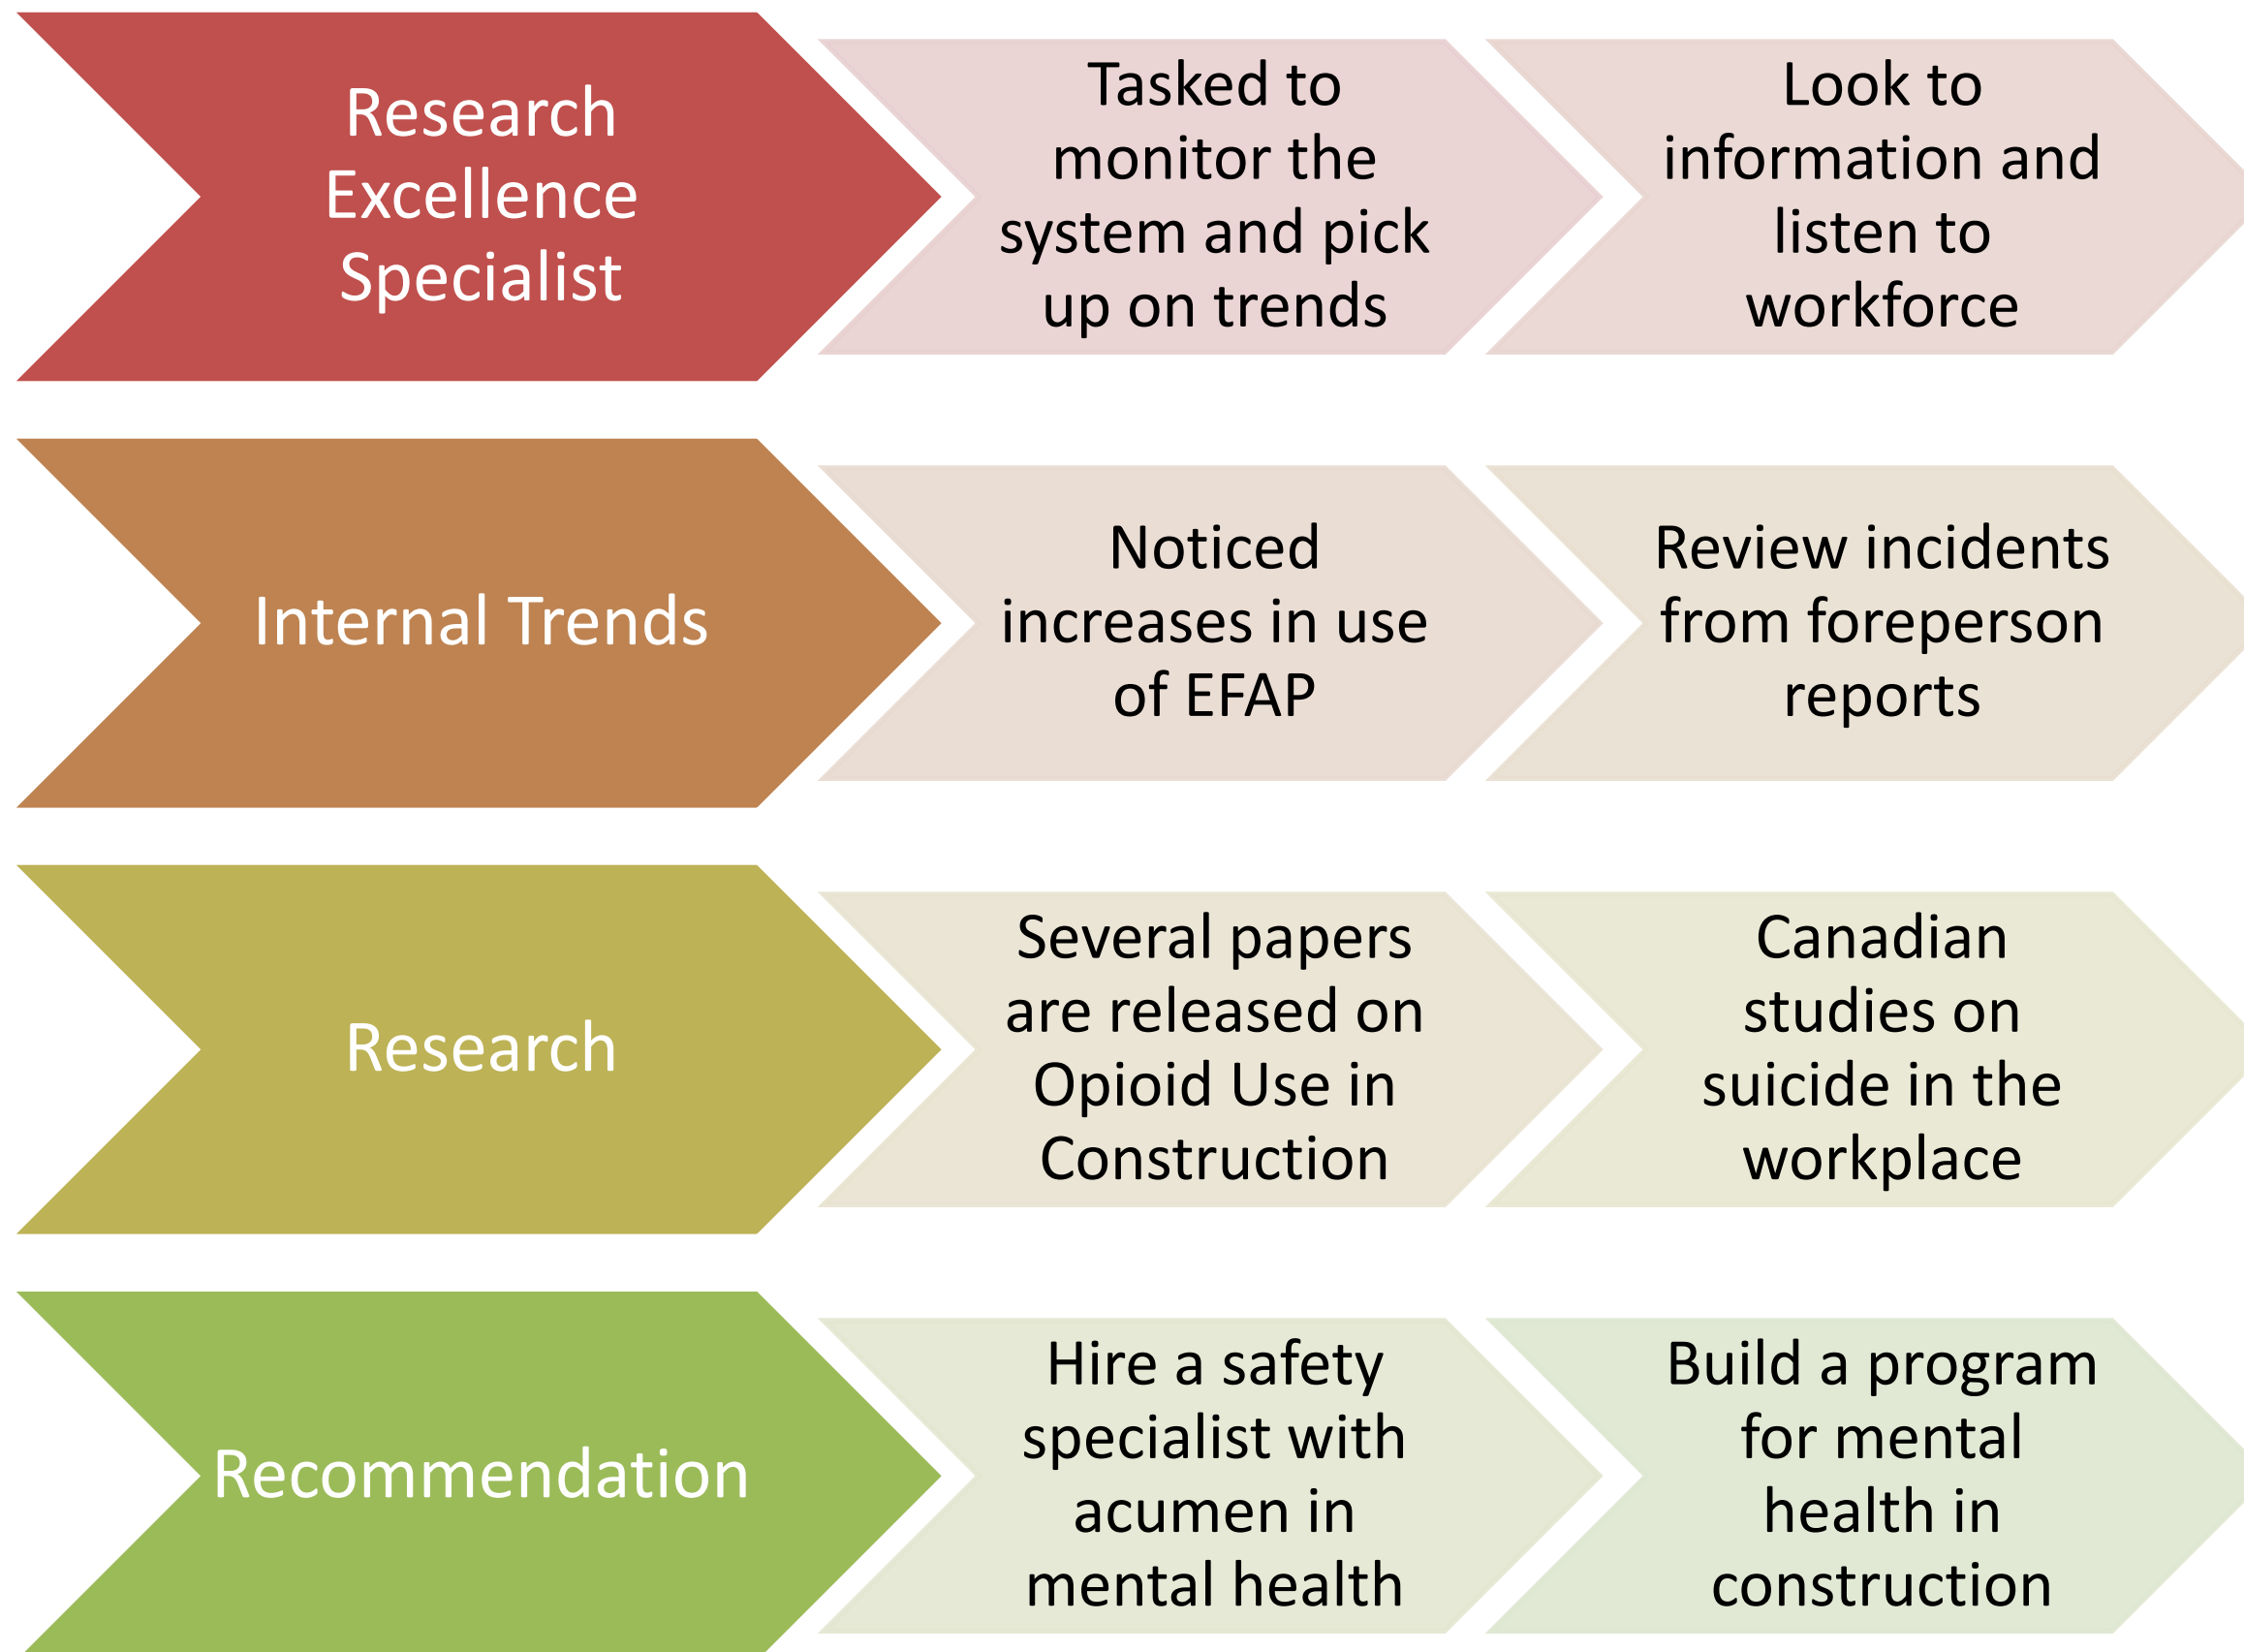 Research
Excellence
Specialist
Tasked to
monitor the
system and pick
up on trends
Look to
information and
listen to
workforce
Internal Trends
Noticed
increases in use
of EFAP
Review incidents
from foreperson
reports
Research
Several papers
are released on
Opioid Use in
Construction
Canadian
studies on
suicide in the
workplace
Recommendation
Hire a safety
specialist with
acumen in
mental health
Build a program
for mental
health in
construction